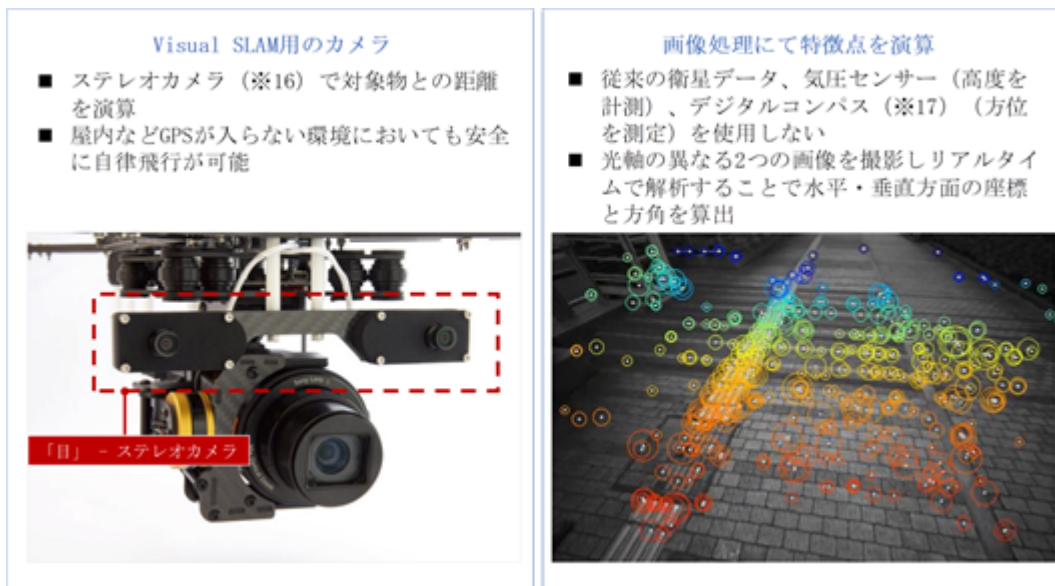 Visual SLAM用のカメラ
■ ステレオカメラ（※16）で対象物との距離
を演算
■ 屋内などGPSが入らない環境においても安全
に自律飛行が可能
「目」 - ステレオカメラ
画像処理にて特徴点を演算
■ 従来の衛星データ、気圧センサー（高度を
計測）、デジタルコンパス（※17）（方位
を測定）を使用しない
■ 光軸の異なる2つの画像を撮影しリアルタイ
ムで解析することで水平・垂直方面の座標
と方角を算出